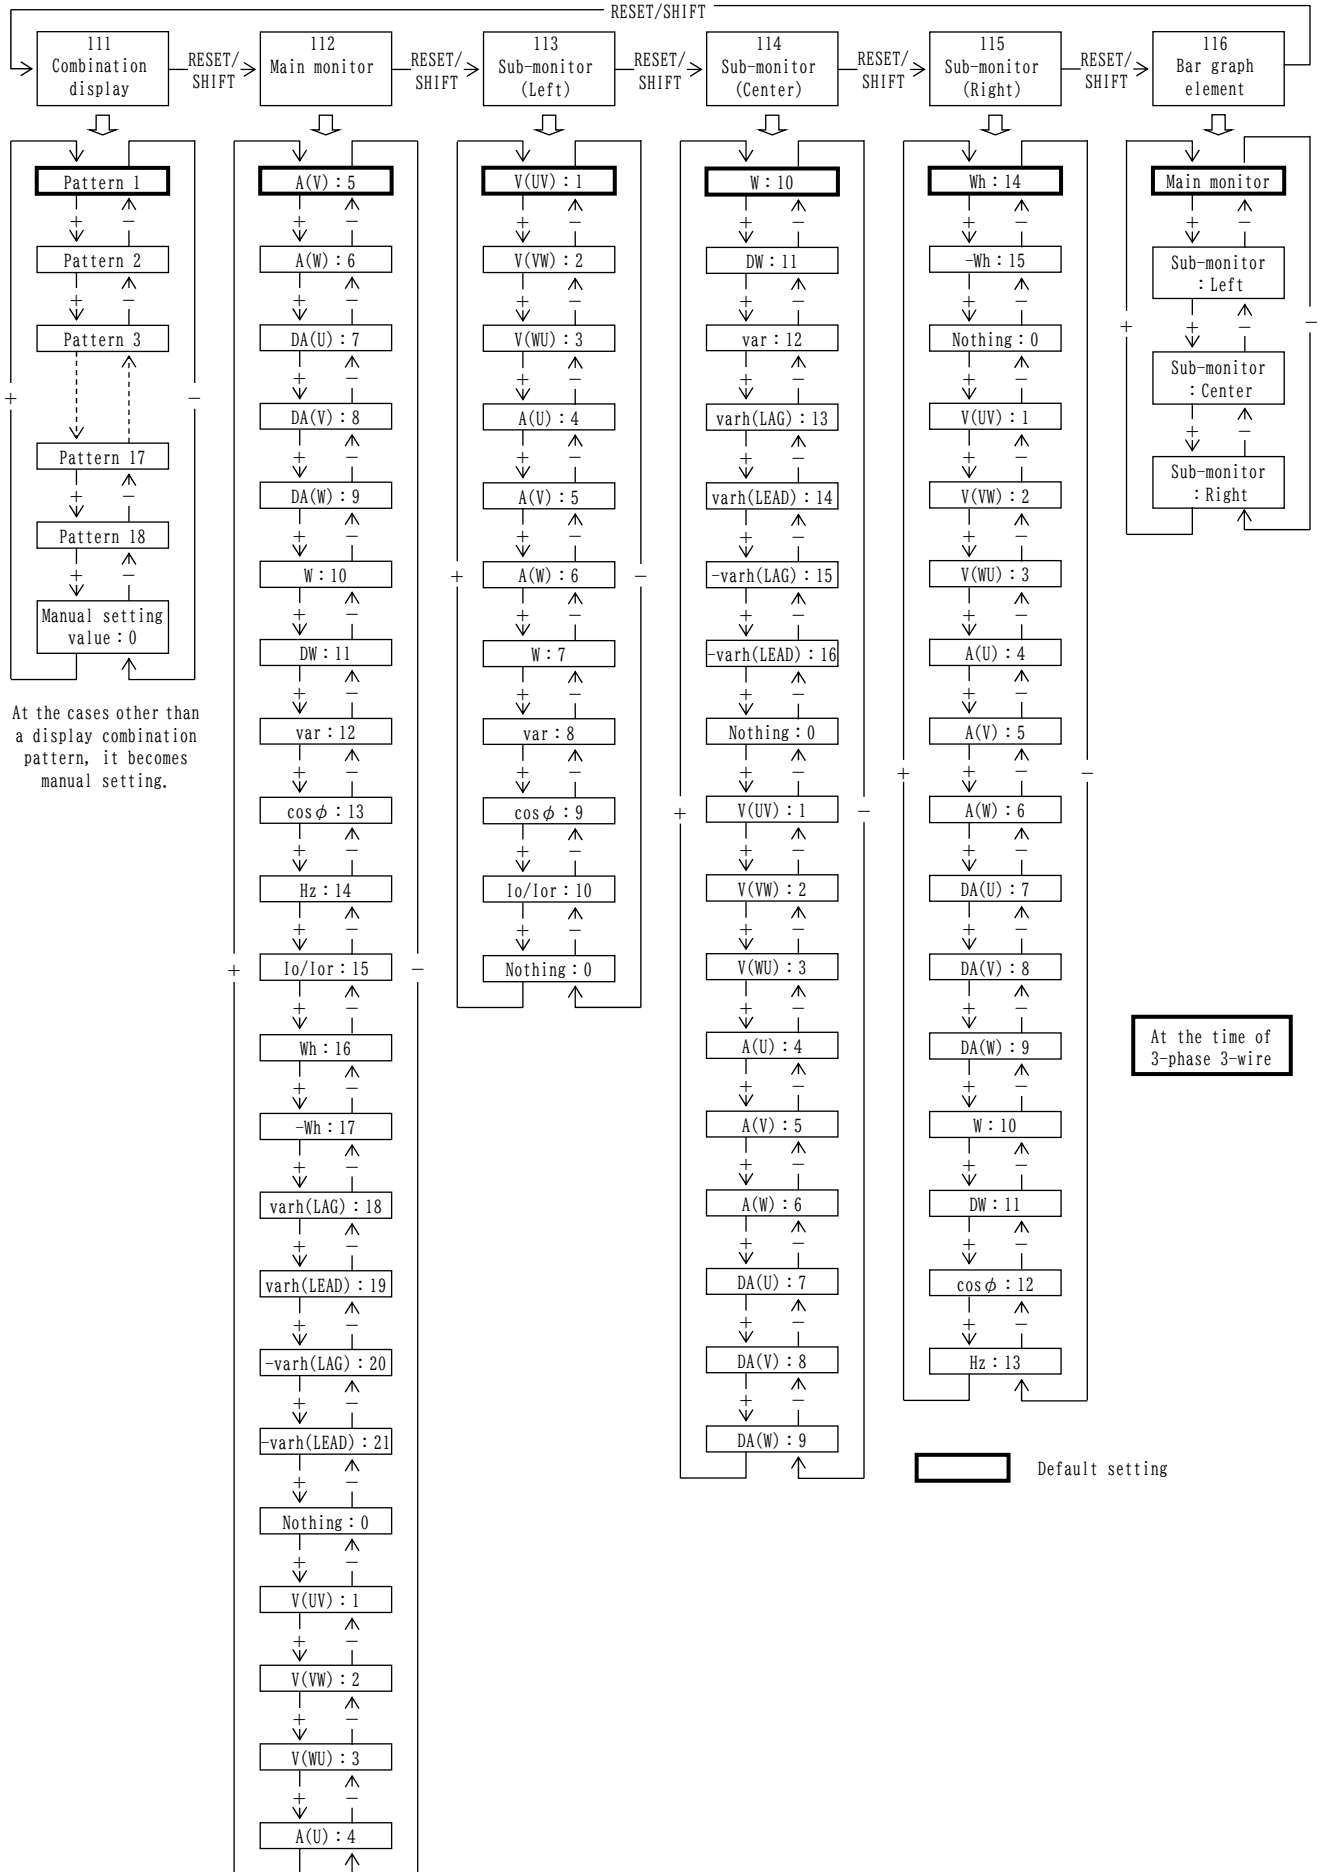 RESET/SHIFT
111
Combination
display
RESET/
SHIFT
112
Main monitor
RESET/
SHIFT
113
Sub-monitor
(Left)
RESET/
SHIFT
114
Sub-monitor
(Center)
RESET/
SHIFT
115
Sub-monitor
(Right)
RESET/
SHIFT
116
Bar graph
element
Pattern 1
+ −
Pattern 2
+ −
Pattern 3
+ −
Pattern 17
+ −
Pattern 18
+ −
Manual setting
value：0
At the cases other than
a display combination
pattern, it becomes
manual setting.
A(V)：5
+ −
A(W)：6
+ −
DA(U)：7
+ −
DA(V)：8
+ −
DA(W)：9
+ −
W：10
+ −
DW：11
+ −
var：12
+ −
cosφ：13
+ −
Hz：14
+ −
+ −
Io/Ior：15
+ −
Wh：16
+ −
-Wh：17
+ −
varh(LAG)：18
+ −
varh(LEAD)：19
+ −
-varh(LAG)：20
+ −
-varh(LEAD)：21
+ −
Nothing：0
+ −
V(UV)：1
+ −
V(VW)：2
+ −
V(WU)：3
+ −
A(U)：4
V(UV)：1
+ −
V(VW)：2
+ −
V(WU)：3
+ −
A(U)：4
+ −
A(V)：5
+ −
+ −
A(W)：6
+ −
W：7
+ −
var：8
+ −
cosφ：9
+ −
Io/Ior：10
+ −
Nothing：0
W：10
+ −
DW：11
+ −
var：12
+ −
varh(LAG)：13
+ −
varh(LEAD)：14
+ −
-varh(LAG)：15
+ −
-varh(LEAD)：16
+ −
Nothing：0
+ −
+ −
V(UV)：1
+ −
V(VW)：2
+ −
V(WU)：3
+ −
A(U)：4
+ −
A(V)：5
+ −
A(W)：6
+ −
DA(U)：7
+ −
DA(V)：8
+ −
DA(W)：9
Wh：14
+ −
-Wh：15
+ −
Nothing：0
+ −
V(UV)：1
+ −
V(VW)：2
+ −
V(WU)：3
+ −
A(U)：4
+ −
A(V)：5
+ −
+ −
A(W)：6
+ −
DA(U)：7
+ −
DA(V)：8
+ −
DA(W)：9
+ −
W：10
+ −
DW：11
+ −
cosφ：12
+ −
Hz：13
Main monitor
+ −
Sub-monitor
：Left
+ −
+ −
Sub-monitor
：Center
+ −
Sub-monitor
：Right
At the time of
3-phase 3-wire
Default setting